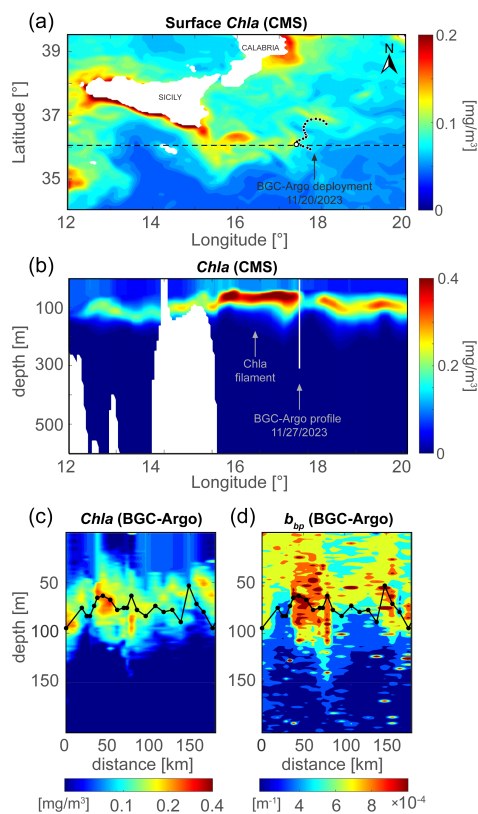 (a) Surface Chla (CMS)
39
37
35
Latitude [°]
CALABRIA
SICILY
N
BGC-Argo deployment
11/20/2023
12 14 16 18 20
Longitude [°]
0.2
0.1
0
[mg/m³]
(b) Chla (CMS)
100
300
500
depth [m]
Chla
filament
BGC-Argo profile
11/27/2023
12 14 16 18 20
Longitude [°]
0.4
0.2
0
[mg/m³]
(c) Chla (BGC-Argo)
50
100
150
depth [m]
0 50 100 150
distance [km]
[mg/m³] 0.1 0.2 0.4
(d) bbp (BGC-Argo)
50
100
150
0 50 100 150
distance [km]
[m⁻¹] 4 6 8 ×10⁻⁴